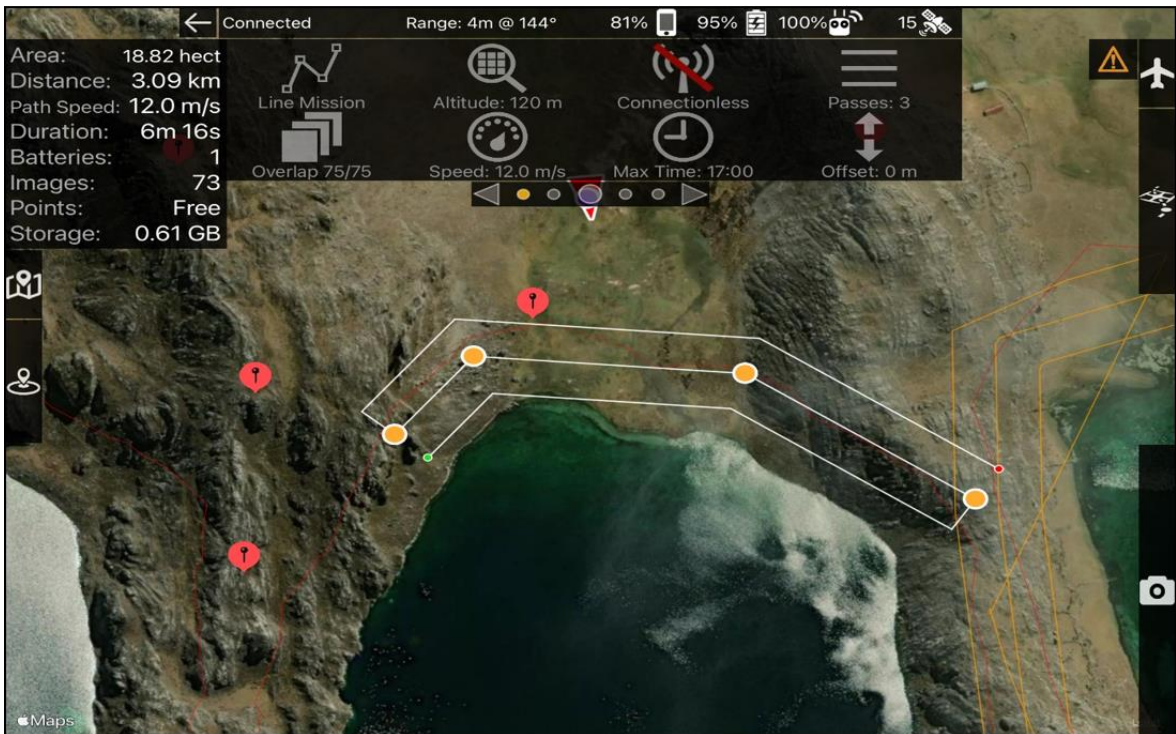 Connected Range: 4m @ 144° 81% 95% 100% 15
Area: 18.82 hect
Distance: 3.09 km
Path Speed: 12.0 m/s
Duration: 6m 16s
Batteries: 1
Images: 73
Points: Free
Storage: 0.61 GB
Line Mission Altitude: 120 m Connectionless Passes: 3
Overlap 75/75 Speed: 12.0 m/s Max Time: 17:00 Offset: 0 m
Maps